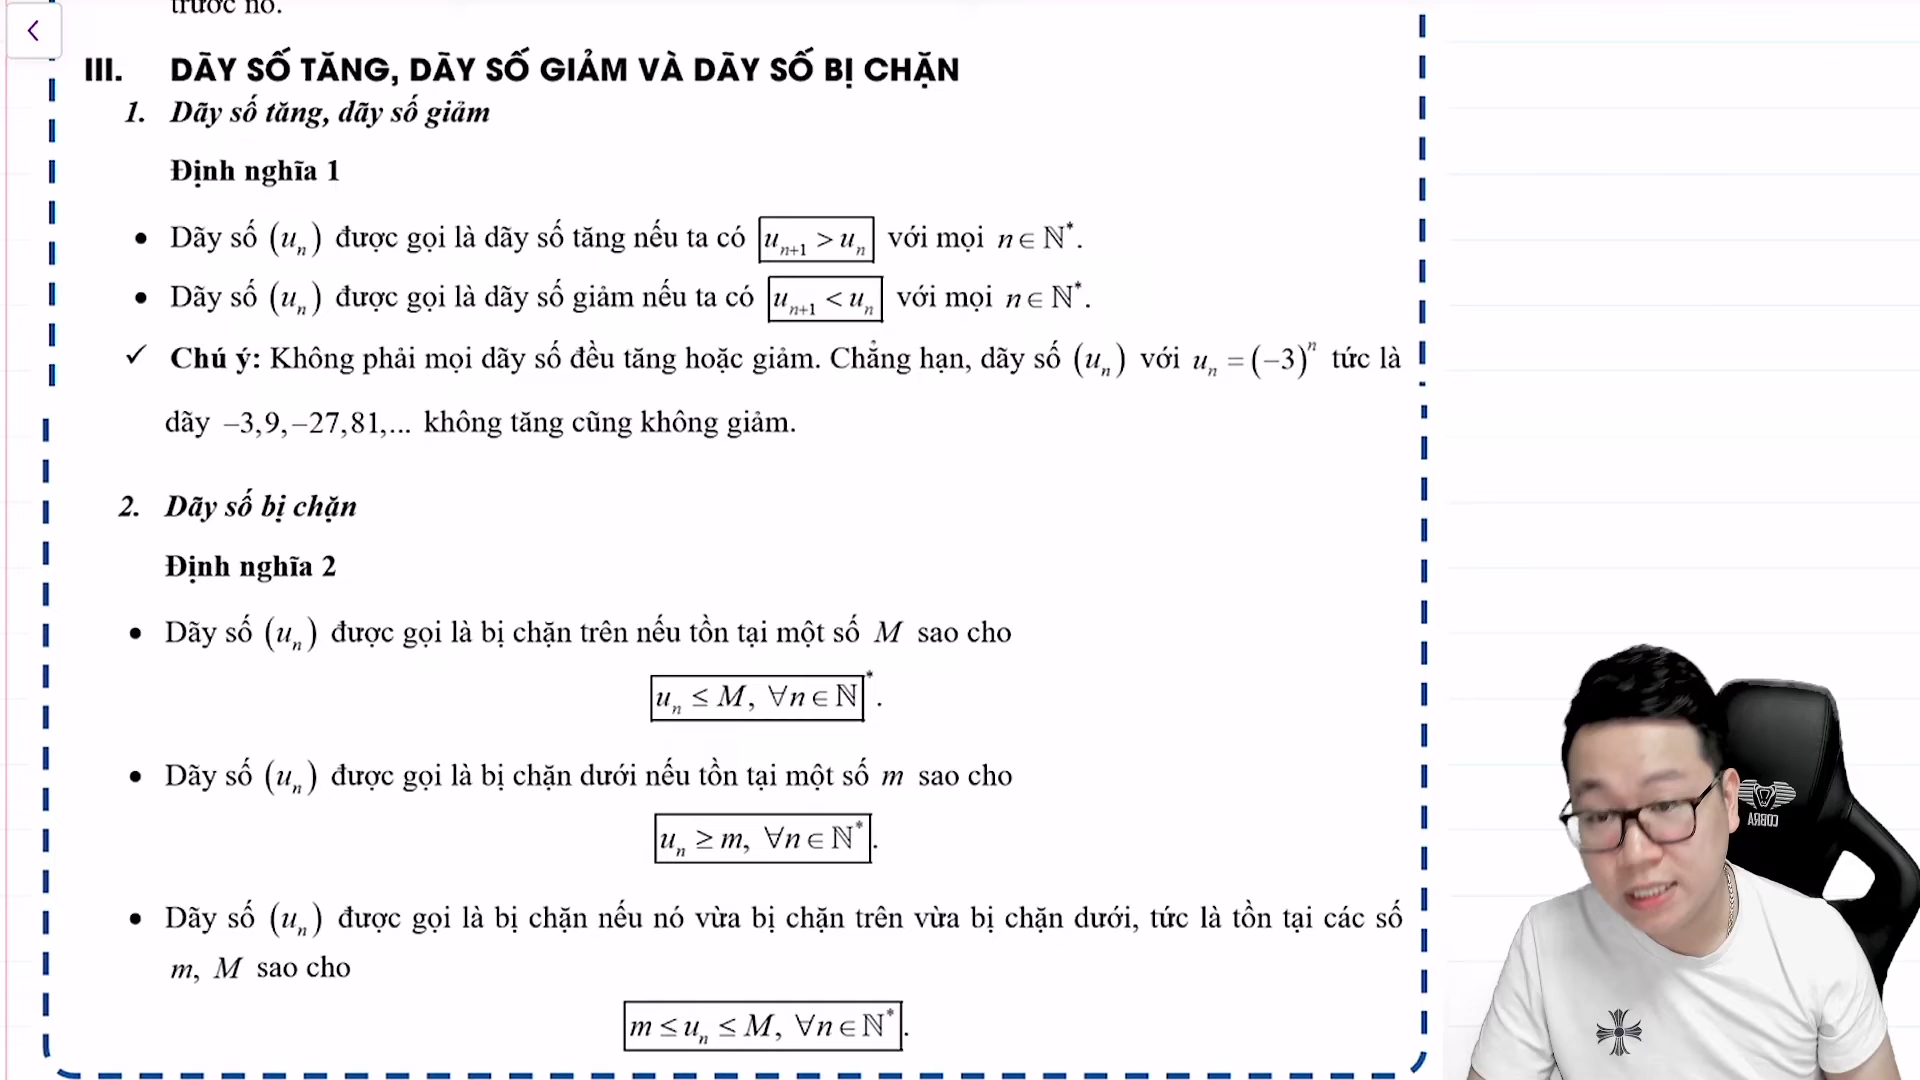 trước nó.
III. DÃY SỐ TĂNG, DÃY SỐ GIẢM VÀ DÃY SỐ BỊ CHẶN
1. Dãy số tăng, dãy số giảm
Định nghĩa 1
• Dãy số (uₙ) được gọi là dãy số tăng nếu ta có uₙ₊₁ > uₙ với mọi n ∈ ℕ*.
• Dãy số (uₙ) được gọi là dãy số giảm nếu ta có uₙ₊₁ < uₙ với mọi n ∈ ℕ*.
✓ Chú ý: Không phải mọi dãy số đều tăng hoặc giảm. Chẳng hạn, dãy số (uₙ) với uₙ = (−3)ⁿ tức là
dãy −3,9,−27,81,... không tăng cũng không giảm.
2. Dãy số bị chặn
Định nghĩa 2
• Dãy số (uₙ) được gọi là bị chặn trên nếu tồn tại một số M sao cho
uₙ ≤ M, ∀n ∈ ℕ*.
• Dãy số (uₙ) được gọi là bị chặn dưới nếu tồn tại một số m sao cho
uₙ ≥ m, ∀n ∈ ℕ*.
• Dãy số (uₙ) được gọi là bị chặn nếu nó vừa bị chặn trên vừa bị chặn dưới, tức là tồn tại các số
m, M sao cho
m ≤ uₙ ≤ M, ∀n ∈ ℕ*.
COBRA